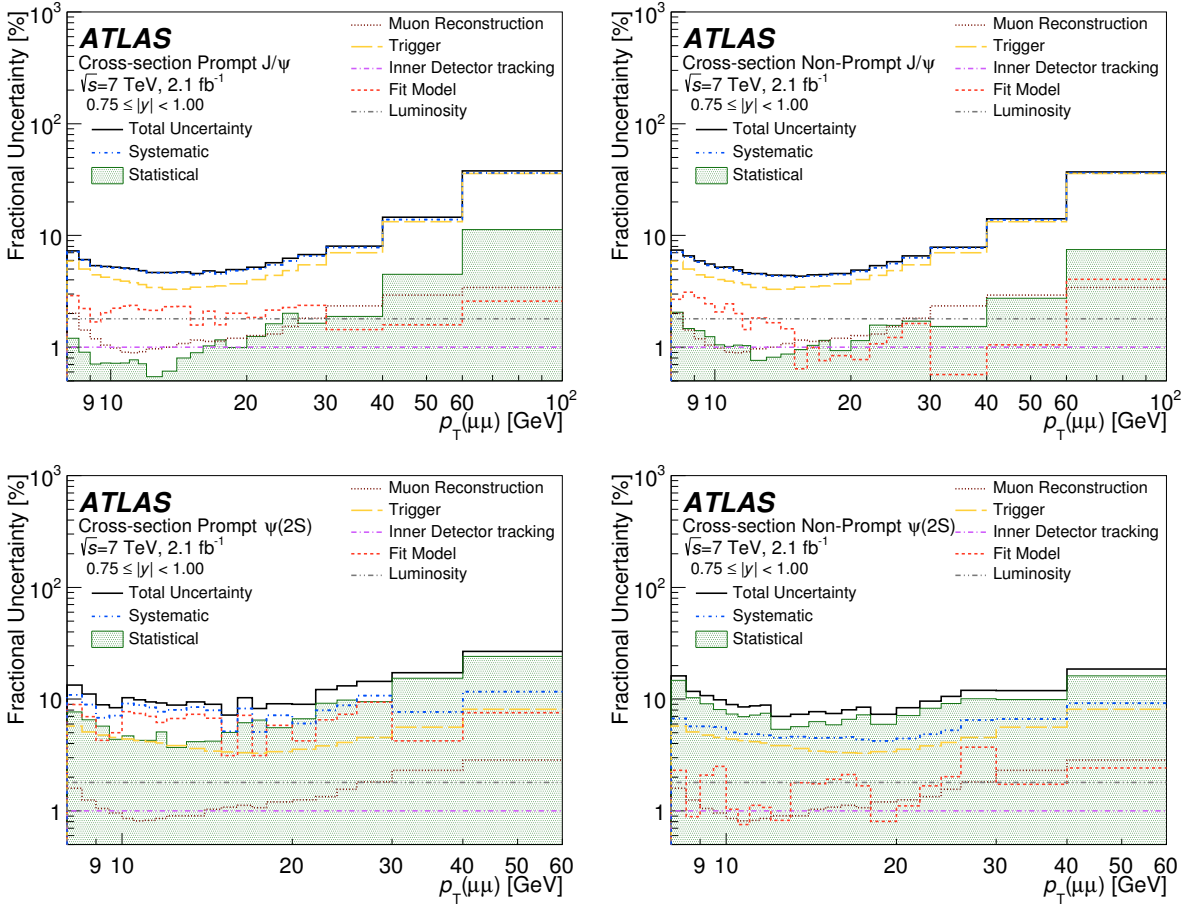 Fractional Uncertainty [%]
10³
10²
10
1
ATLAS
Cross-section Prompt J/ψ
√s=7 TeV, 2.1 fb⁻¹
0.75 ≤ |y| < 1.00
Total Uncertainty
Systematic
Statistical
Muon Reconstruction
Trigger
Inner Detector tracking
Fit Model
Luminosity
9 10 20 30 40 50 60 10²
p_T(μμ) [GeV]
Fractional Uncertainty [%]
10³
10²
10
1
ATLAS
Cross-section Non-Prompt J/ψ
√s=7 TeV, 2.1 fb⁻¹
0.75 ≤ |y| < 1.00
Total Uncertainty
Systematic
Statistical
Muon Reconstruction
Trigger
Inner Detector tracking
Fit Model
Luminosity
9 10 20 30 40 50 60 10²
p_T(μμ) [GeV]
Fractional Uncertainty [%]
10³
10²
10
1
ATLAS
Cross-section Prompt ψ(2S)
√s=7 TeV, 2.1 fb⁻¹
0.75 ≤ |y| < 1.00
Total Uncertainty
Systematic
Statistical
Muon Reconstruction
Trigger
Inner Detector tracking
Fit Model
Luminosity
9 10 20 30 40 50 60
p_T(μμ) [GeV]
Fractional Uncertainty [%]
10³
10²
10
1
ATLAS
Cross-section Non-Prompt ψ(2S)
√s=7 TeV, 2.1 fb⁻¹
0.75 ≤ |y| < 1.00
Total Uncertainty
Systematic
Statistical
Muon Reconstruction
Trigger
Inner Detector tracking
Fit Model
Luminosity
9 10 20 30 40 50 60
p_T(μμ) [GeV]